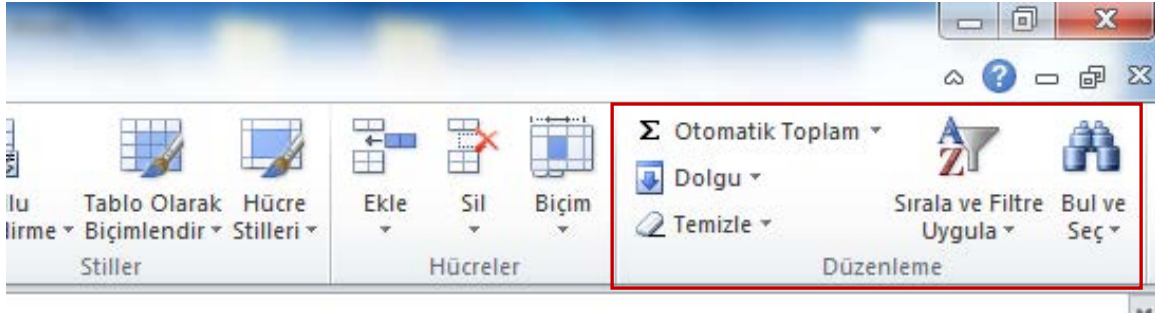 lu
lirme
Tablo Olarak
Biçimlendir
Hücre
Stilleri
Stiller
Ekle
Sil
Biçim
Hücreler
Σ Otomatik Toplam
Dolgu
Temizle
A
Z
Sırala ve Filtre
Uygula
Bul ve
Seç
Düzenleme